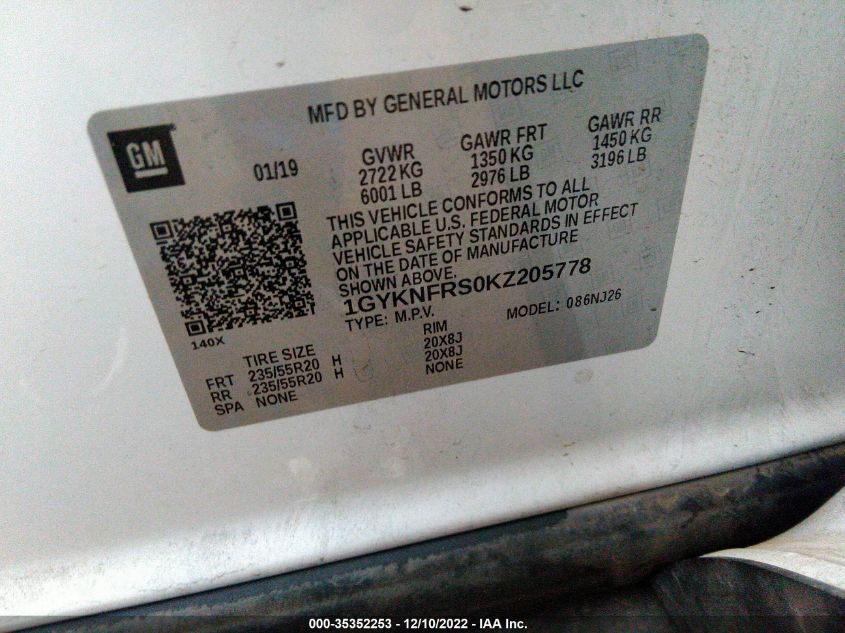 MFD BY GENERAL MOTORS LLC
GM
01/19
GVWR
2722 KG
6001 LB
GAWR FRT
1350 KG
2976 LB
GAWR RR
1450 KG
3196 LB
THIS VEHICLE CONFORMS TO ALL
APPLICABLE U.S. FEDERAL MOTOR
VEHICLE SAFETY STANDARDS IN EFFECT
ON THE DATE OF MANUFACTURE
SHOWN ABOVE.
1GYKNFRS0KZ205778
TYPE: M.P.V. MODEL: 086NJ26
140X
TIRE SIZE RIM
FRT 235/55R20 H 20X8J
RR 235/55R20 H 20X8J
SPA NONE NONE
000-35352253 - 12/10/2022 - IAA Inc.